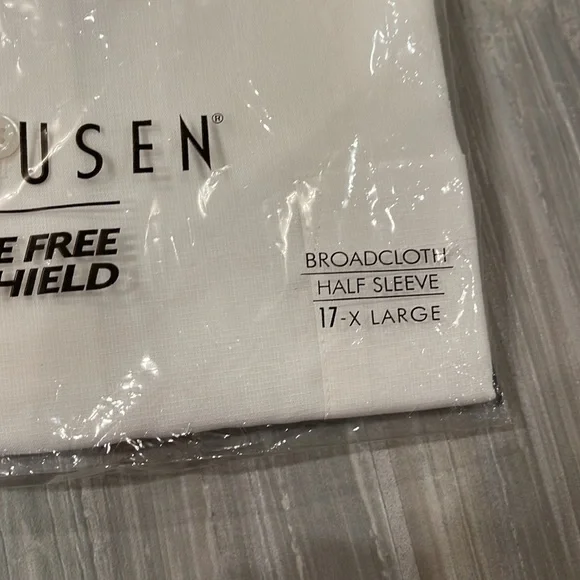 USEN®
E FREE
HIELD
BROADCLOTH
HALF SLEEVE
17-X LARGE